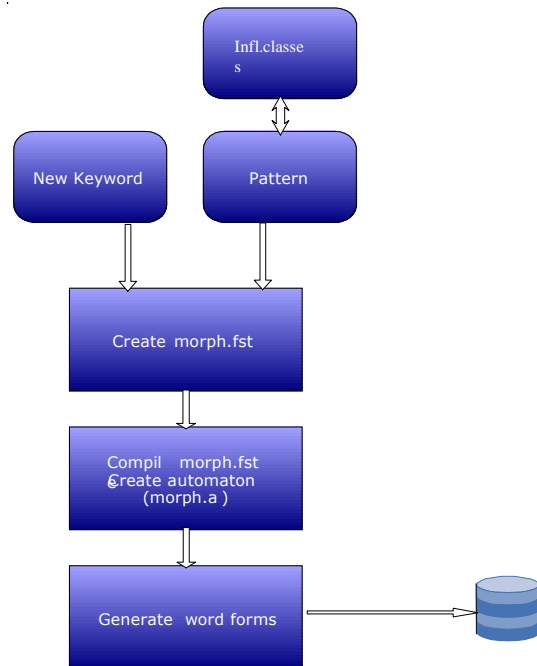 Infl.classe
s
New Keyword
Pattern
Create morph.fst
Compil morph.fst
e
Create automaton
(morph.a )
Generate word forms